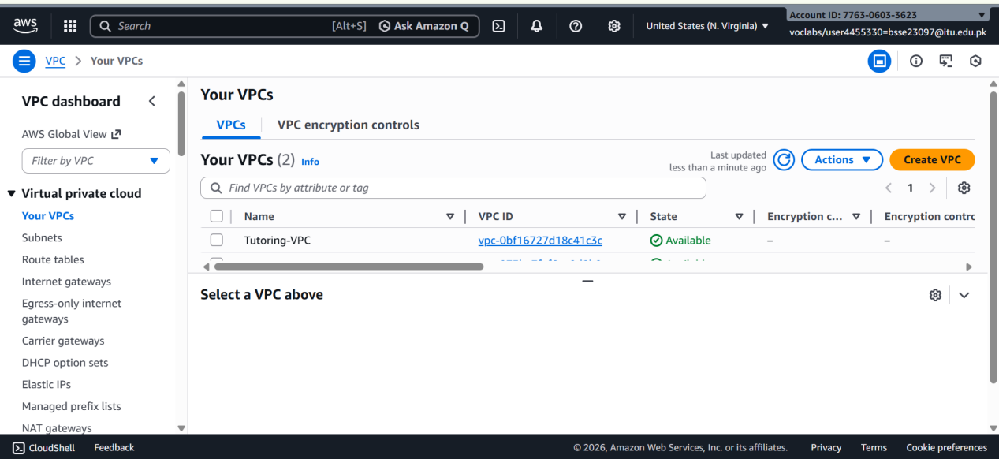 aws
Search [Alt+S] Ask Amazon Q
United States (N. Virginia)
Account ID: 7763-0603-3623
voclabs/user4455330=bsse23097@itu.edu.pk
VPC > Your VPCs
VPC dashboard
AWS Global View
Filter by VPC
Virtual private cloud
Your VPCs
Subnets
Route tables
Internet gateways
Egress-only internet
gateways
Carrier gateways
DHCP option sets
Elastic IPs
Managed prefix lists
NAT gateways
Your VPCs
VPCs VPC encryption controls
Your VPCs (2) Info
Last updated
less than a minute ago
Actions
Create VPC
Find VPCs by attribute or tag
1
Name VPC ID State Encryption c... Encryption contro
Tutoring-VPC vpc-0bf16727d18c41c3c Available – –
Select a VPC above
CloudShell Feedback © 2026, Amazon Web Services, Inc. or its affiliates. Privacy Terms Cookie preferences